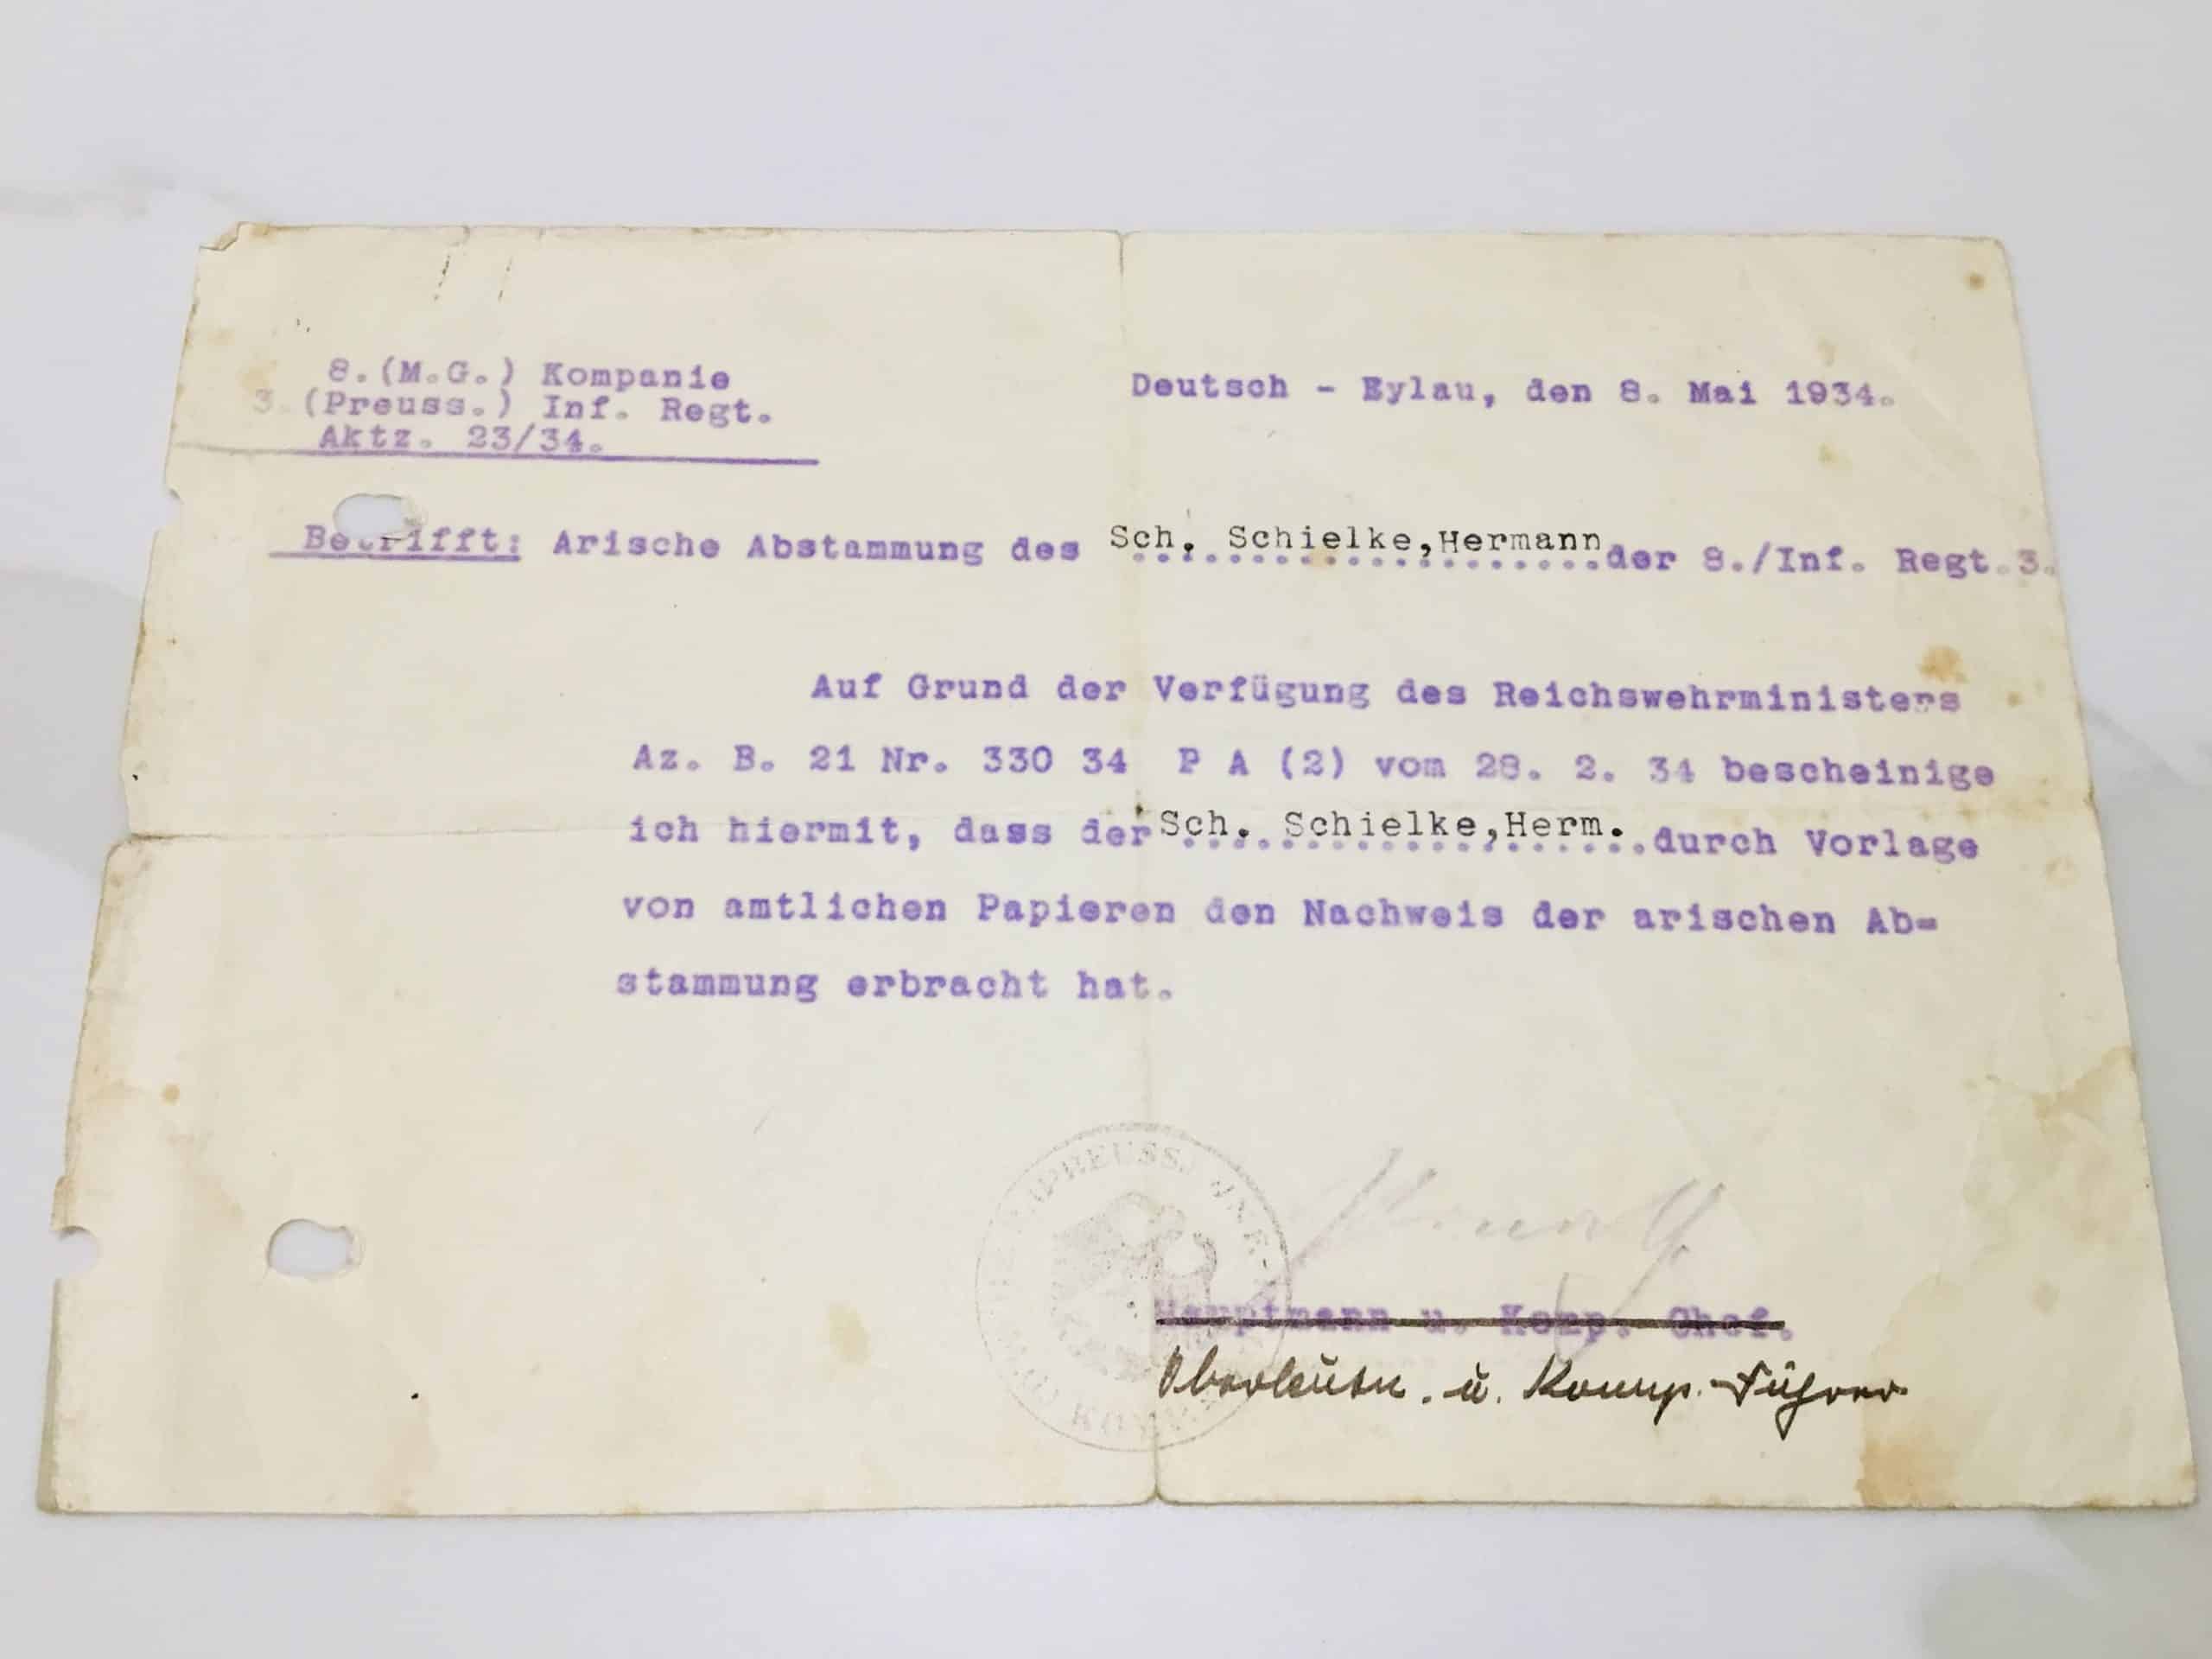 8.(M.G.) Kompanie
3.(Preuss.) Inf. Regt.
Aktz. 23/34.
Deutsch - Eylau, den 8. Mai 1934.
Betrifft: Arische Abstammung des Sch. Schielke,Hermann der 8./Inf. Regt.3.
Auf Grund der Verfügung des Reichswehrministers
Az. B. 21 Nr. 330 34 P A (2) vom 28. 2. 34 bescheinige
ich hiermit, dass der Sch. Schielke,Herm. durch Vorlage
von amtlichen Papieren den Nachweis der arischen Ab=
stammung erbracht hat.
(PREUSS.) INF.-
Hauptmann u. Komp. Chef.
Oberleutn. u. Komp.-Führer